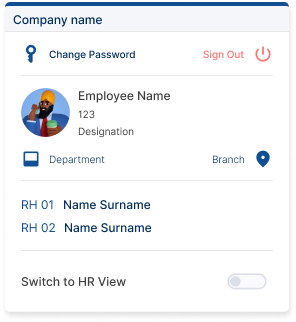 Company name
Change Password Sign Out
Employee Name
123
Designation
Department Branch
RH 01 Name Surname
RH 02 Name Surname
Switch to HR View